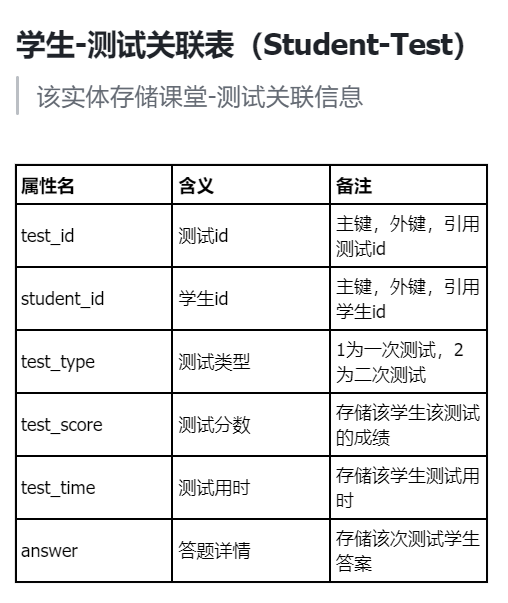 学生-测试关联表（Student-Test）
该实体存储课堂-测试关联信息
属性名 含义 备注
test_id 测试id 主键，外键，引用
测试id
student_id 学生id 主键，外键，引用
学生id
test_type 测试类型 1为一次测试，2
为二次测试
test_score 测试分数 存储该学生该测试
的成绩
test_time 测试用时 存储该学生测试用
时
answer 答题详情 存储该次测试学生
答案